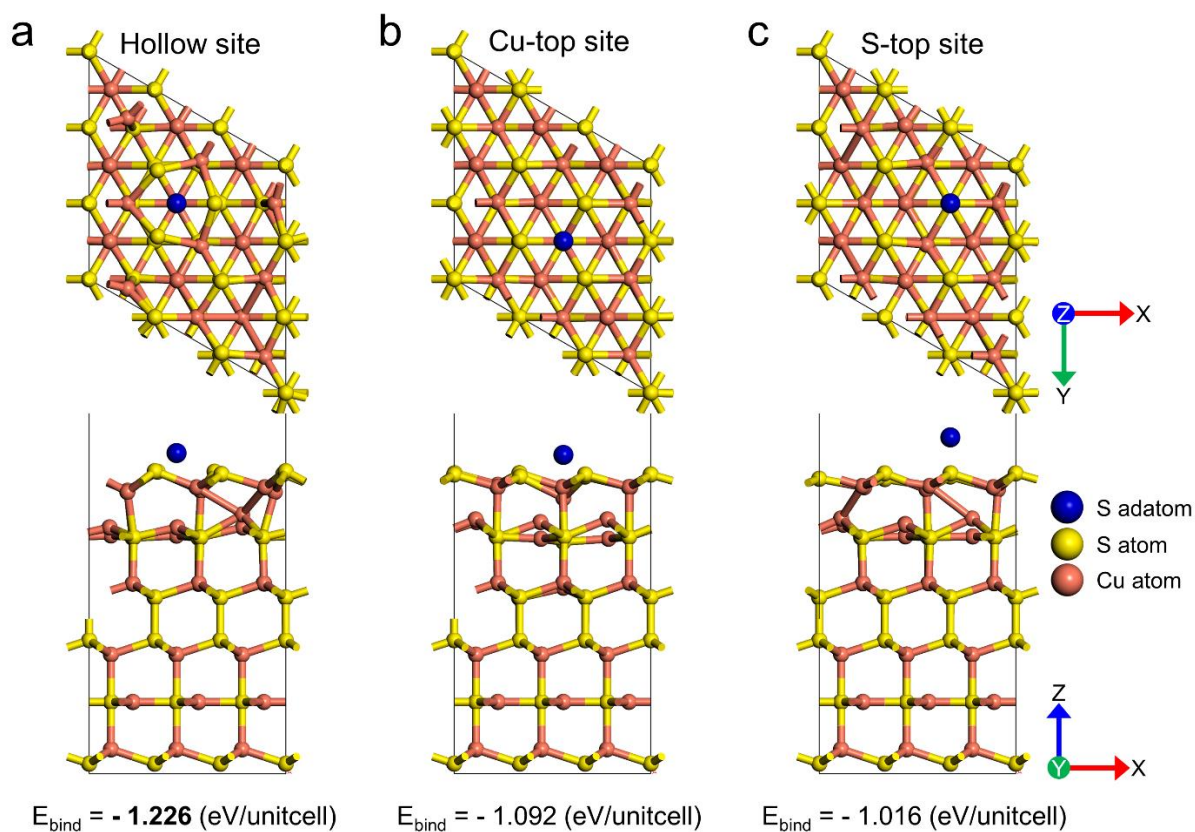 a
Hollow site
b
Cu-top site
c
S-top site
Z
X
Y
S adatom
S atom
Cu atom
Z
Y
X
E_bind = - 1.226 (eV/unitcell)
E_bind = - 1.092 (eV/unitcell)
E_bind = - 1.016 (eV/unitcell)